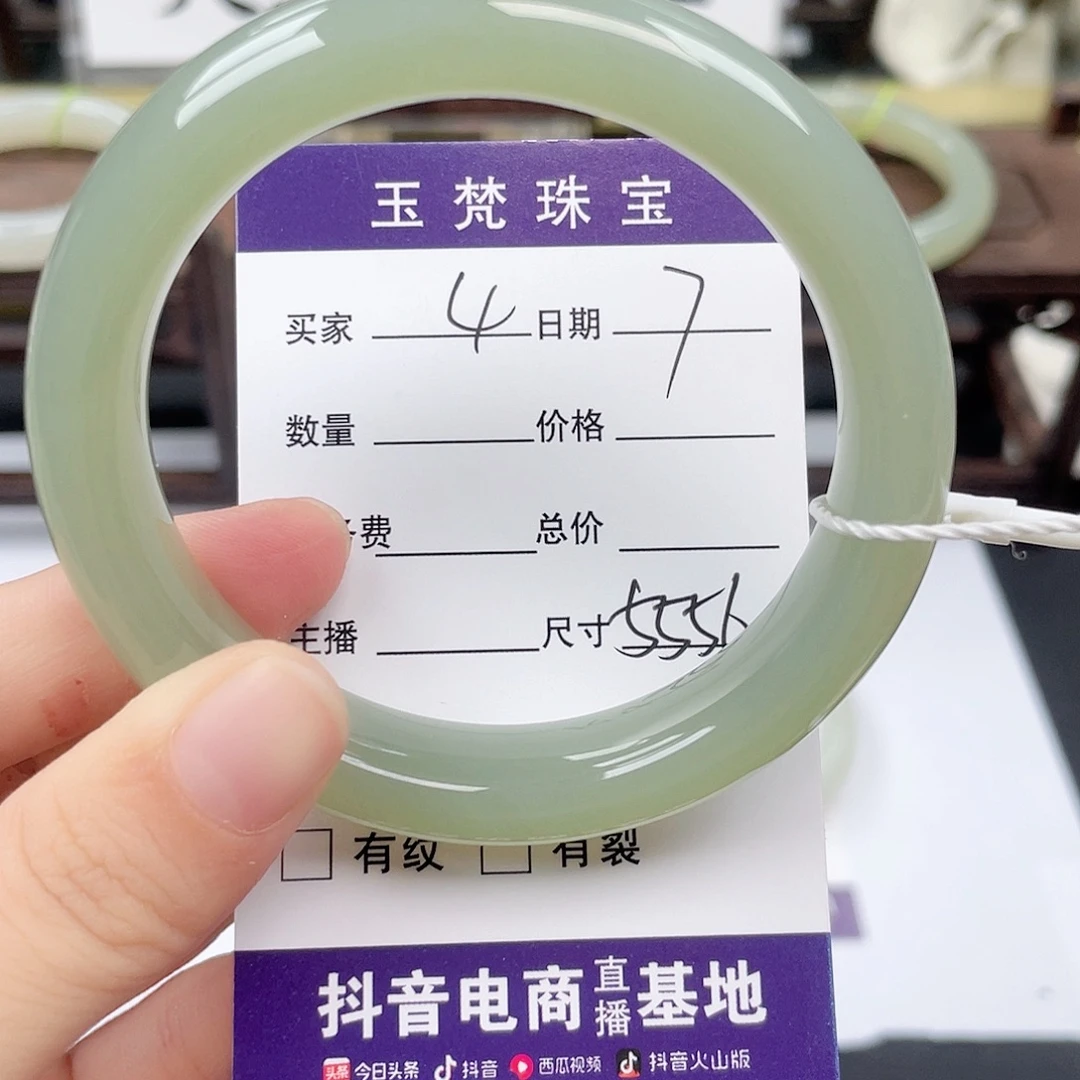 玉梵珠宝
买家 4 日期 7
数量 价格
费 总价
主播 尺寸
有纹 有裂
抖音电商直播基地
头条 今日头条 抖音 西瓜视频 抖音火山版